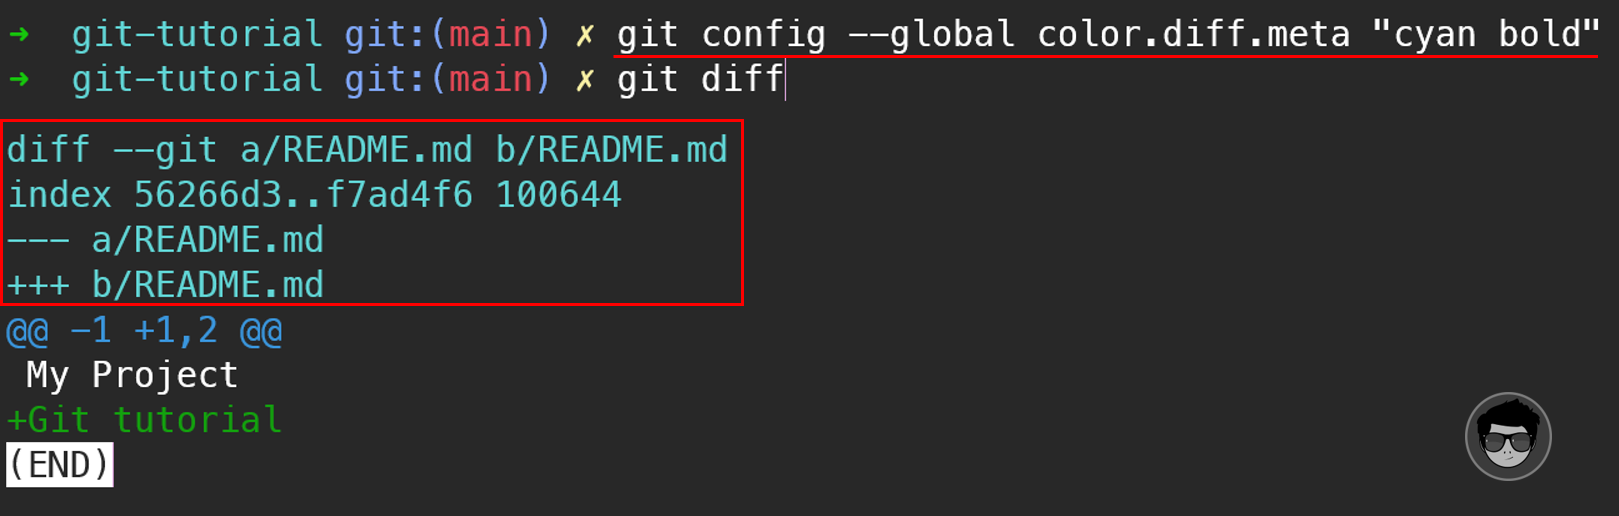 ➜  git-tutorial git:(main) ✗ git config --global color.diff.meta "cyan bold"
➜  git-tutorial git:(main) ✗ git diff
diff --git a/README.md b/README.md
index 56266d3..f7ad4f6 100644
--- a/README.md
+++ b/README.md
@@ -1 +1,2 @@
 My Project
+Git tutorial
(END)